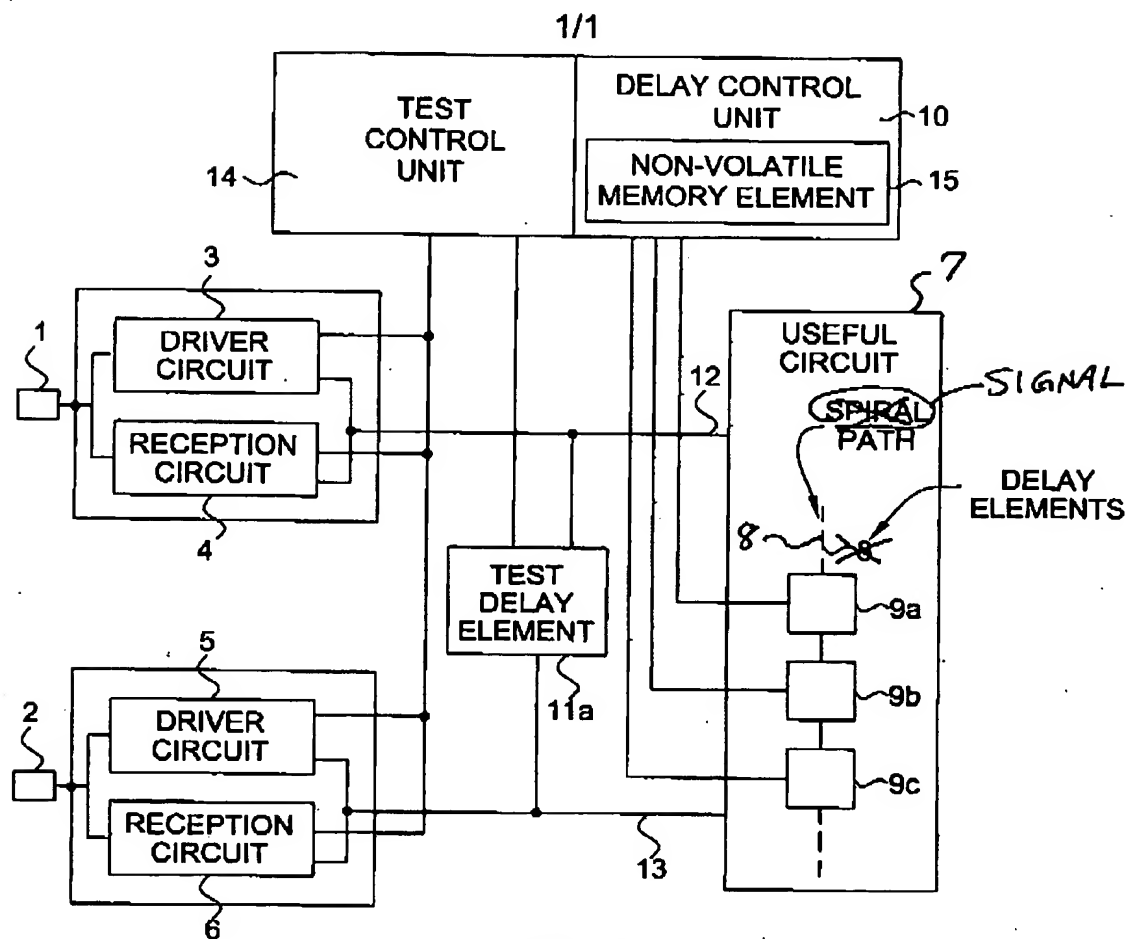 1/1
TEST
CONTROL
UNIT
14
DELAY CONTROL
UNIT
10
NON-VOLATILE
MEMORY ELEMENT
15
3
DRIVER
CIRCUIT
1
RECEPTION
CIRCUIT
4
7
USEFUL
CIRCUIT
SIGNAL
SPIRAL
PATH
12
DELAY
ELEMENTS
8
8
TEST
DELAY
ELEMENT
11a
9a
9b
9c
5
DRIVER
CIRCUIT
2
RECEPTION
CIRCUIT
6
13